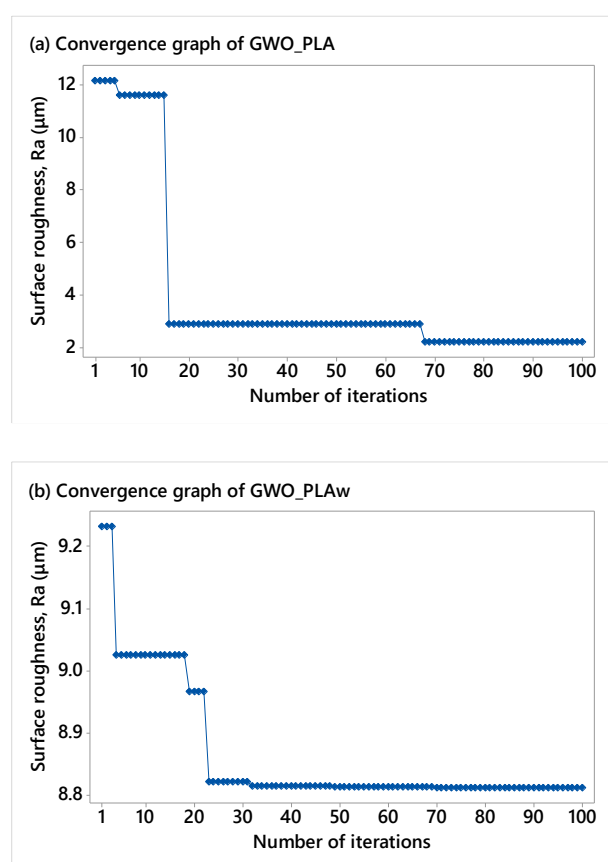 (a) Convergence graph of GWO_PLA
Surface roughness, Ra (µm)
12
10
8
6
4
2
1 10 20 30 40 50 60 70 80 90 100
Number of iterations
(b) Convergence graph of GWO_PLAw
Surface roughness, Ra (µm)
9.2
9.1
9.0
8.9
8.8
1 10 20 30 40 50 60 70 80 90 100
Number of iterations